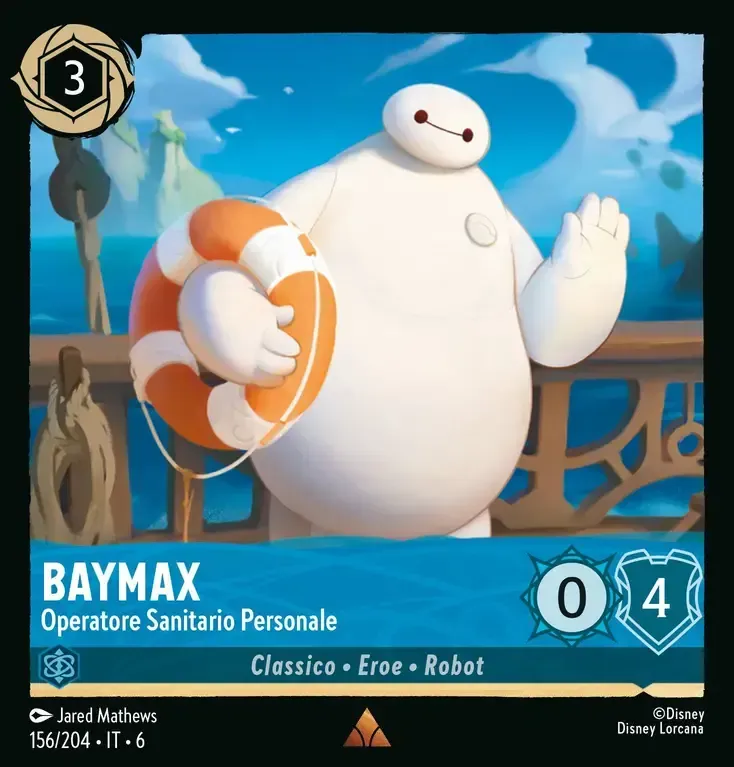 3
BAYMAX
Operatore Sanitario Personale
0 4
Classico • Eroe • Robot
Jared Mathews
156/204 • IT • 6
©Disney
Disney Lorcana